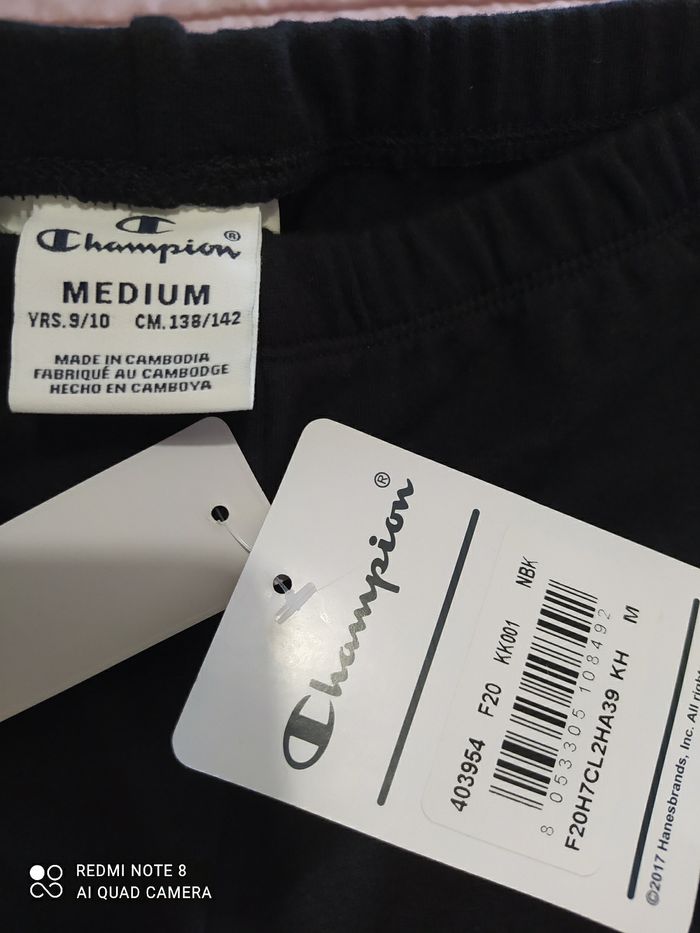 Champion®
MEDIUM
YRS.9/10 CM.138/142
MADE IN CAMBODIA
FABRIQUÉ AU CAMBODGE
HECHO EN CAMBOYA
Champion®
403954 F20 KK001 NBK
8 053305 108492
F20H7CL2HA39 KH M
©2017 Hanesbrands, Inc. All
REDMI NOTE 8
AI QUAD CAMERA